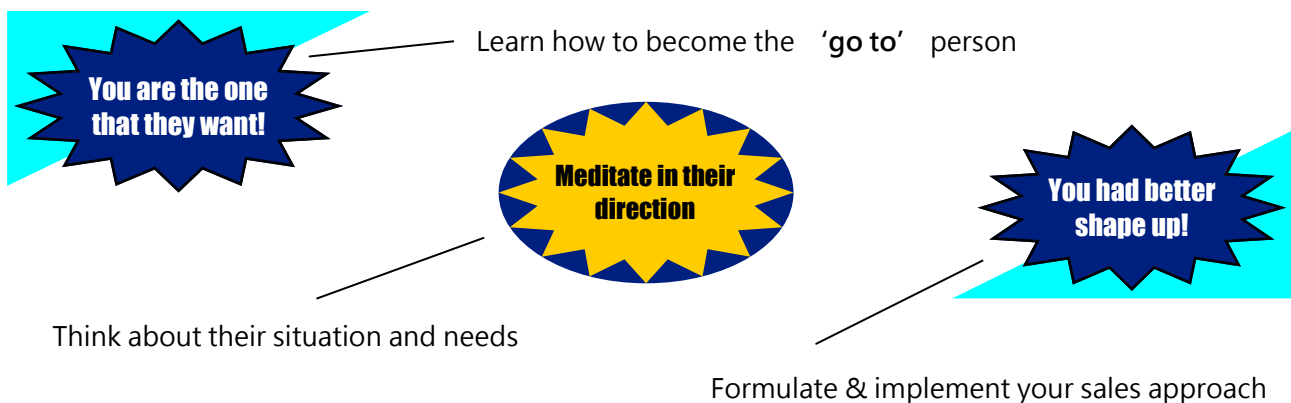 Learn how to become the 'go to' person
You are the one
that they want!
Meditate in their
direction
You had better
shape up!
Think about their situation and needs
Formulate & implement your sales approach